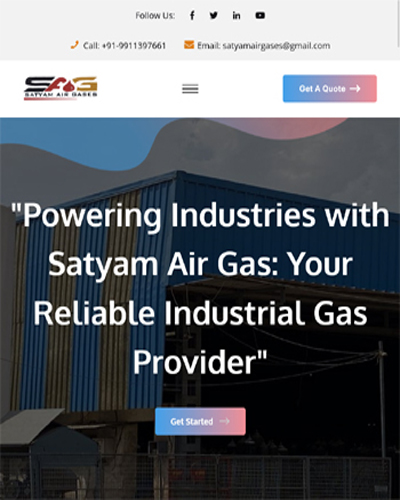 Follow Us:
Call: +91-9911397661 Email: satyamairgases@gmail.com
SAG
SATYAM AIR GASES
Get A Quote
"Powering Industries with
Satyam Air Gas: Your
Reliable Industrial Gas
Provider"
Get Started